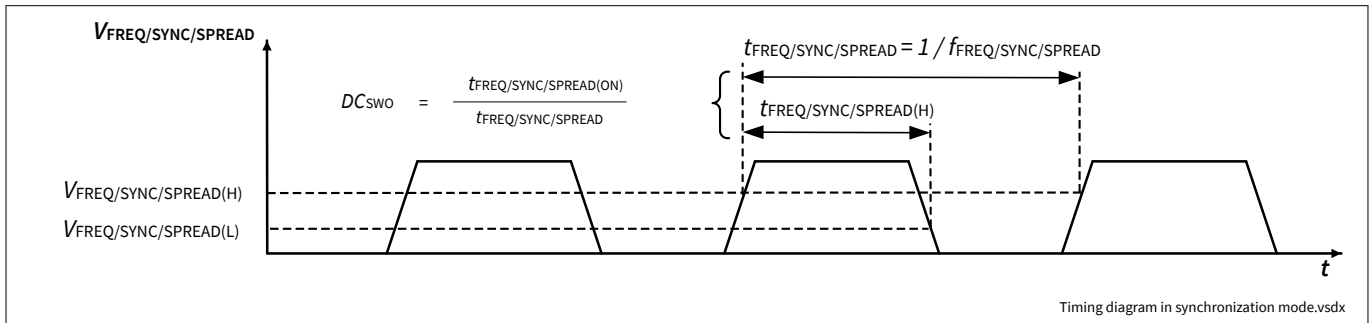 VFREQ/SYNC/SPREAD
tFREQ/SYNC/SPREAD = 1 / fFREQ/SYNC/SPREAD
DCSWO = tFREQ/SYNC/SPREAD(ON)
tFREQ/SYNC/SPREAD
tFREQ/SYNC/SPREAD(H)
VFREQ/SYNC/SPREAD(H)
VFREQ/SYNC/SPREAD(L)
t
Timing diagram in synchronization mode.vsdx